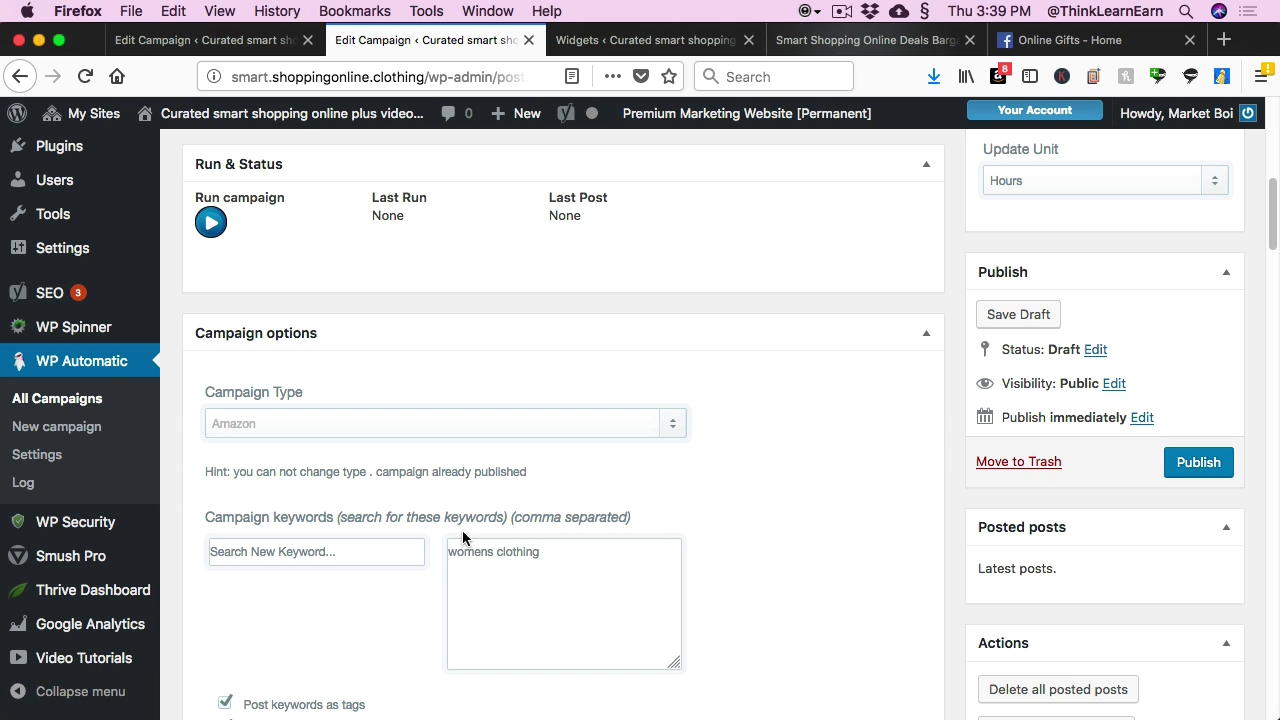 Firefox File Edit View History Bookmarks Tools Window Help Thu 3:39 PM @ThinkLearnEarn
Edit Campaign ‹ Curated smart sh Edit Campaign ‹ Curated smart sh Widgets ‹ Curated smart shopping Smart Shopping Online Deals Barg Online Gifts - Home
smart.shoppingonline.clothing/wp-admin/post Search 8
My Sites Curated smart shopping online plus video... 0 New Premium Marketing Website [Permanent] Your Account Howdy, Market Boi
Plugins
Users
Tools
Settings
SEO 3
WP Spinner
WP Automatic
All Campaigns
New campaign
Settings
Log
WP Security
Smush Pro
Thrive Dashboard
Google Analytics
Video Tutorials
Collapse menu
Run & Status
Run campaign Last Run Last Post
None None
Campaign options
Campaign Type
Amazon
Hint: you can not change type . campaign already published
Campaign keywords (search for these keywords) (comma separated)
Search New Keyword... womens clothing
Post keywords as tags
Update Unit
Hours
Publish
Save Draft
Status: Draft Edit
Visibility: Public Edit
Publish immediately Edit
Move to Trash Publish
Posted posts
Latest posts.
Actions
Delete all posted posts